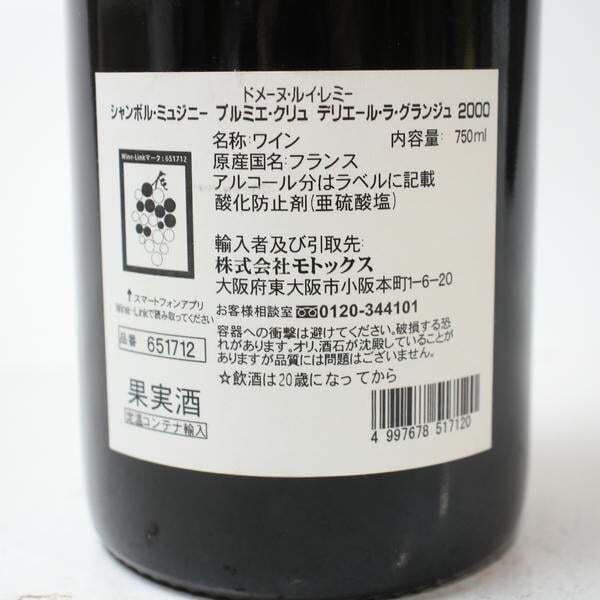 ドメーヌ・ルイ・レミー
シャンボル・ミュジニー プルミエ・クリュ デリエール・ラ・グランジュ 2000
Wine-Linkマーク:651712
名称:ワイン 内容量: 750ml
原産国名:フランス
アルコール分はラベルに記載
酸化防止剤(亜硫酸塩)
輸入者及び引取先:
株式会社モトックス
大阪府東大阪市小阪本町1-6-20
↑スマートフォンアプリ
Wine-Linkで読み取ってください
お客様相談室 0120-344101
容器への衝撃は避けてください。破損する恐
れがあります。オリ、酒石が沈殿していることが
ありますが品質には問題はございません。
品番 651712
☆飲酒は20歳になってから
果実酒
定温コンテナ輸入
4 997678 517120